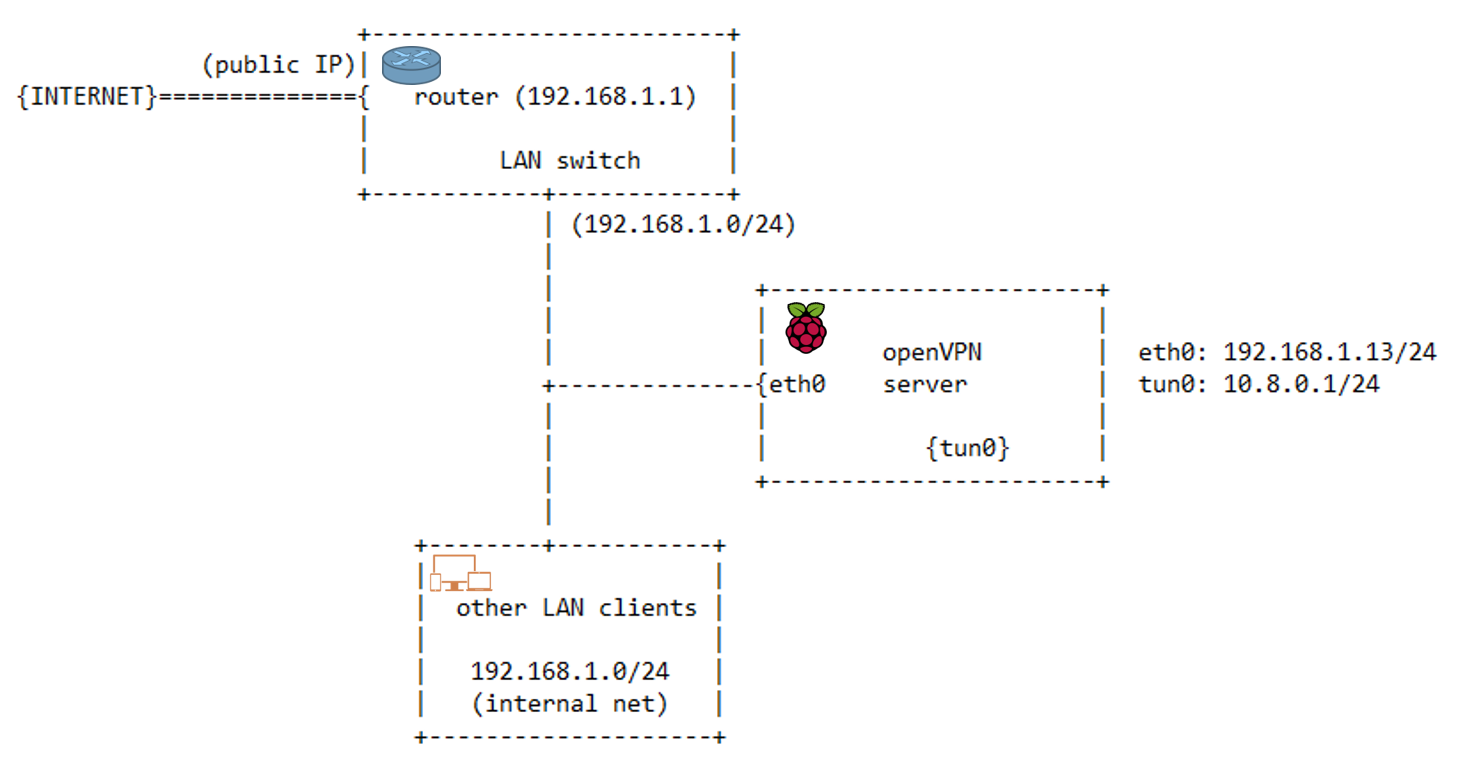 (public IP)
{INTERNET}=============={ router (192.168.1.1)
LAN switch
(192.168.1.0/24)
openVPN eth0: 192.168.1.13/24
{eth0 server tun0: 10.8.0.1/24
{tun0}
other LAN clients
192.168.1.0/24
(internal net)